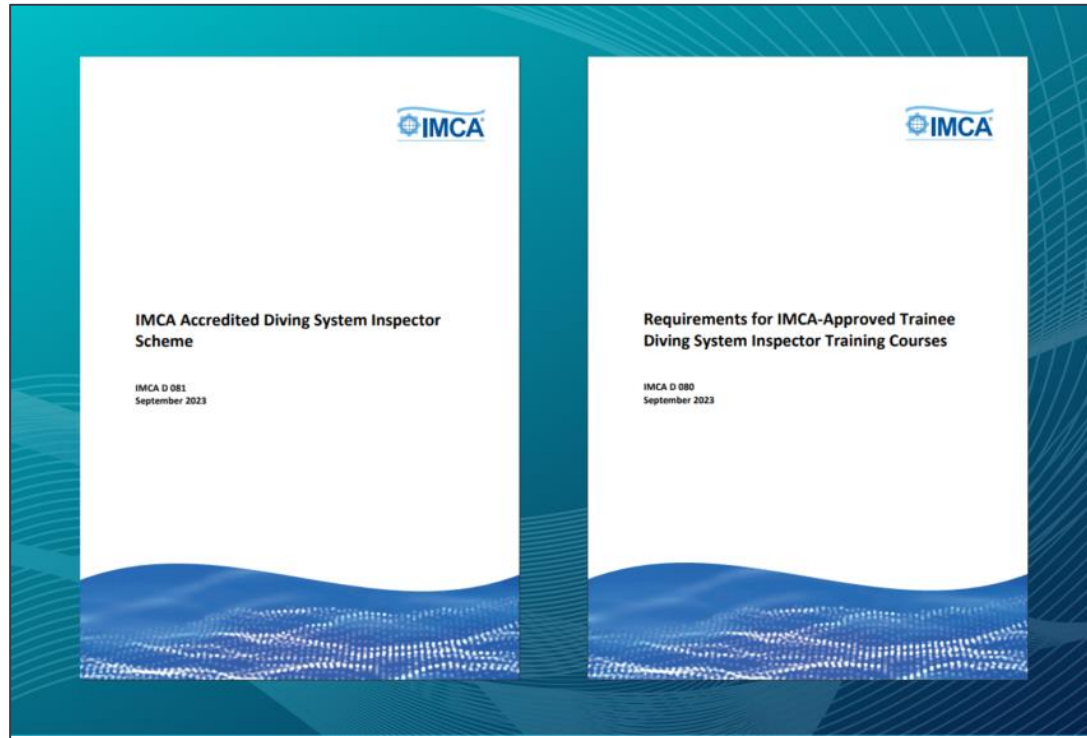 IMCA
IMCA Accredited Diving System Inspector
Scheme
IMCA D 081
September 2023
IMCA
Requirements for IMCA-Approved Trainee
Diving System Inspector Training Courses
IMCA D 080
September 2023